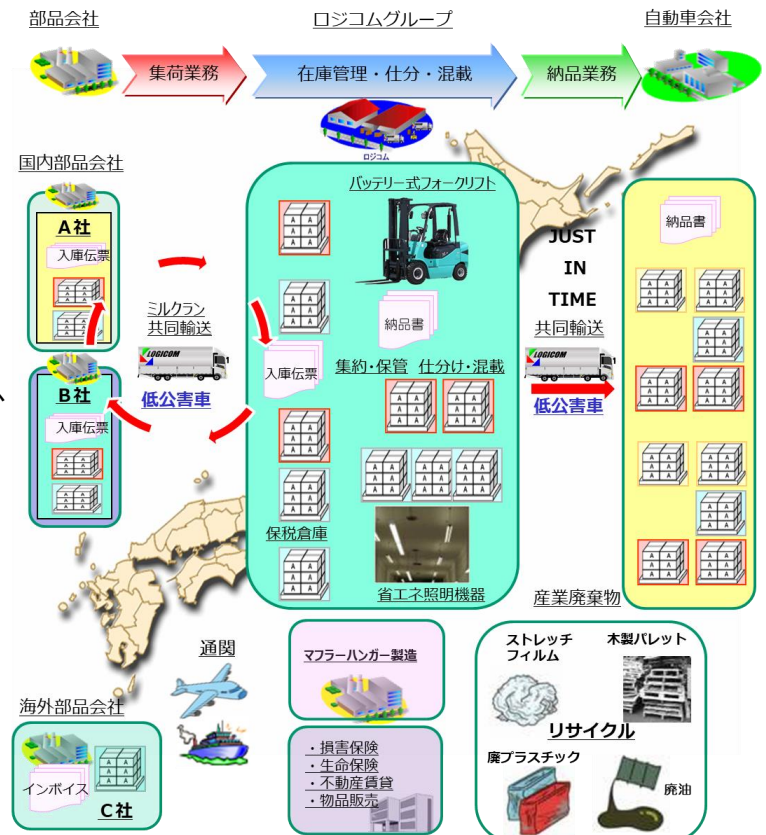 部品会社
ロジコムグループ
自動車会社
集荷業務
在庫管理・仕分・混載
納品業務
ロジコム
国内部品会社
A社
入庫伝票
B社
入庫伝票
ミルクラン
共同輸送
LOGICOM
低公害車
バッテリー式フォークリフト
納品書
入庫伝票
集約・保管
仕分け・混載
保税倉庫
省エネ照明機器
JUST
IN
TIME
共同輸送
LOGICOM
低公害車
納品書
産業廃棄物
ストレッチ
フィルム
木製パレット
リサイクル
廃プラスチック
廃油
通関
マフラーハンガー製造
・損害保険
・生命保険
・不動産賃貸
・物品販売
海外部品会社
インボイス
C社